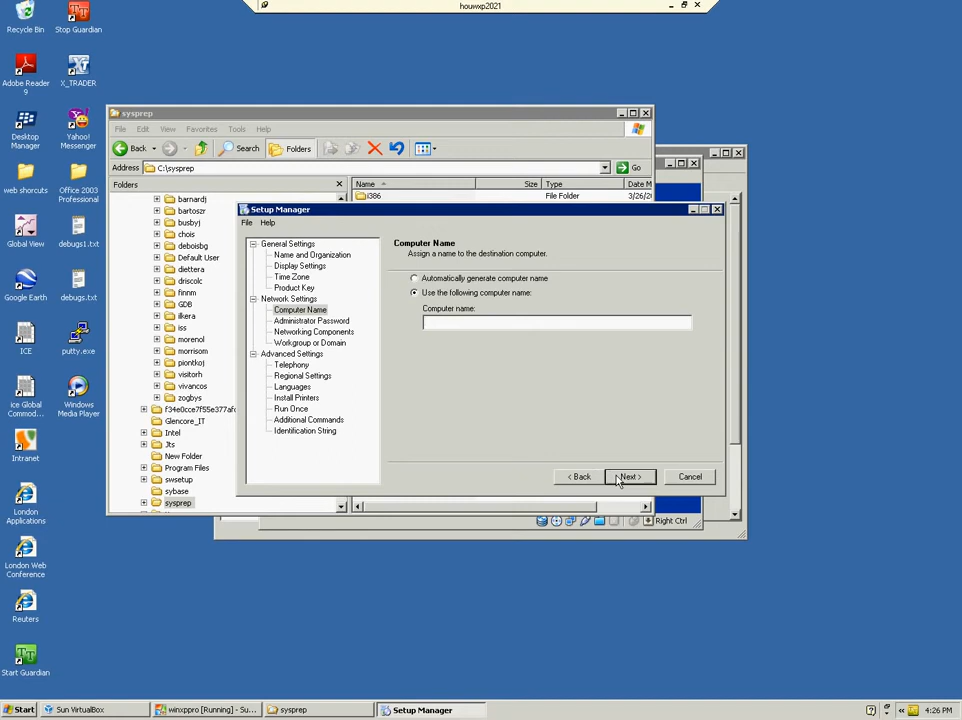 houwxp2021
Recycle Bin
Stop Guardian
Adobe Reader
9
X_TRADER
Desktop
Manager
Yahoo!
Messenger
web shortcuts
Office 2003
Professional
Global View
debugs1.txt
Google Earth
debugs.txt
ICE
putty.exe
ice Global
Commod...
Windows
Media Player
Intranet
London
Applications
London Web
Conference
Reuters
Start Guardian
sysprep
File Edit View Favorites Tools Help
Back Search Folders
Address C:\sysprep Go
Folders
Name Size Type Date M
i386 File Folder 3/26/20
barnardj
bartoszr
busbyj
chois
deboisbg
Default User
diettera
driscolc
finnm
GDB
ilkera
iss
morenol
morrisom
piontkoj
visitorh
vivancos
zogbys
f34e0cce7f55e377afc
Glencore_IT
Intel
Jts
New Folder
Program Files
swsetup
sybase
sysprep
Setup Manager
File Help
General Settings
Name and Organization
Display Settings
Time Zone
Product Key
Network Settings
Computer Name
Administrator Password
Networking Components
Workgroup or Domain
Advanced Settings
Telephony
Regional Settings
Languages
Install Printers
Run Once
Additional Commands
Identification String
Computer Name
Assign a name to the destination computer.
Automatically generate computer name
Use the following computer name:
Computer name:
< Back Next > Cancel
Right Ctrl
Start Sun VirtualBox winxppro [Running] - Su... sysprep Setup Manager 4:26 PM